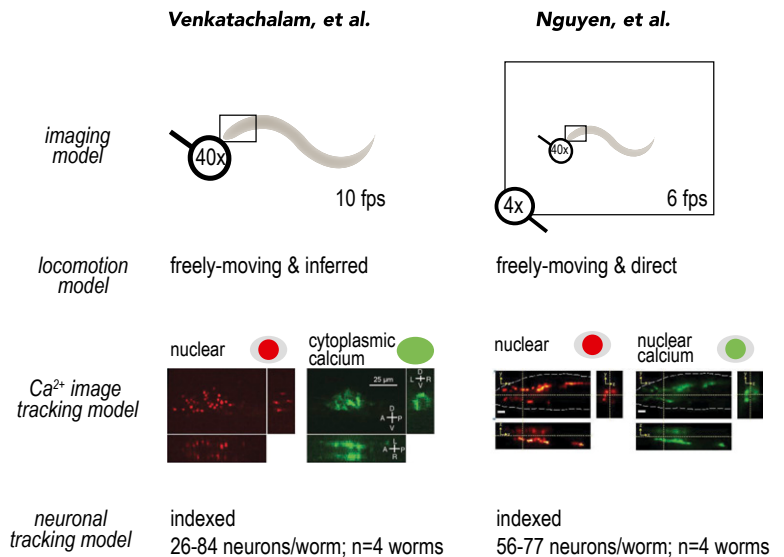 Venkatachalam, et al.
Nguyen, et al.
imaging
model
40x
10 fps
40x
4x
6 fps
locomotion
model
freely-moving & inferred
freely-moving & direct
Ca²⁺ image
tracking model
nuclear
cytoplasmic
calcium
25 µm
D
L R
V
D
A P
V
L
A P
R
nuclear
nuclear
calcium
neuronal
tracking model
indexed
26-84 neurons/worm; n=4 worms
indexed
56-77 neurons/worm; n=4 worms